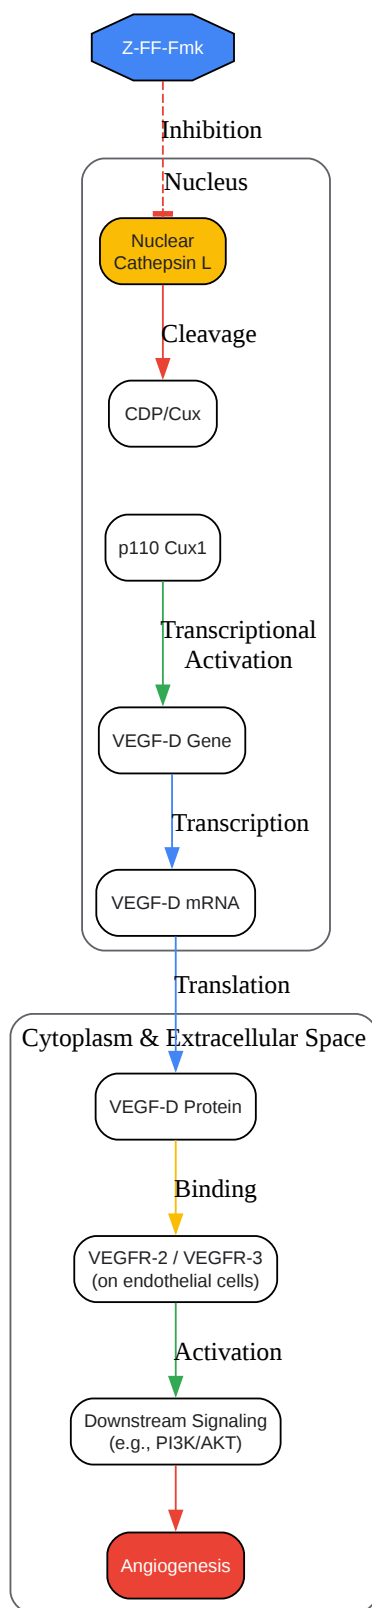 Z-FF-Fmk
Inhibition
Nucleus
Nuclear
Cathepsin L
Cleavage
CDP/Cux
p110 Cux1
Transcriptional
Activation
VEGF-D Gene
Transcription
VEGF-D mRNA
Translation
Cytoplasm & Extracellular Space
VEGF-D Protein
Binding
VEGFR-2 / VEGFR-3
(on endothelial cells)
Activation
Downstream Signaling
(e.g., PI3K/AKT)
Angiogenesis